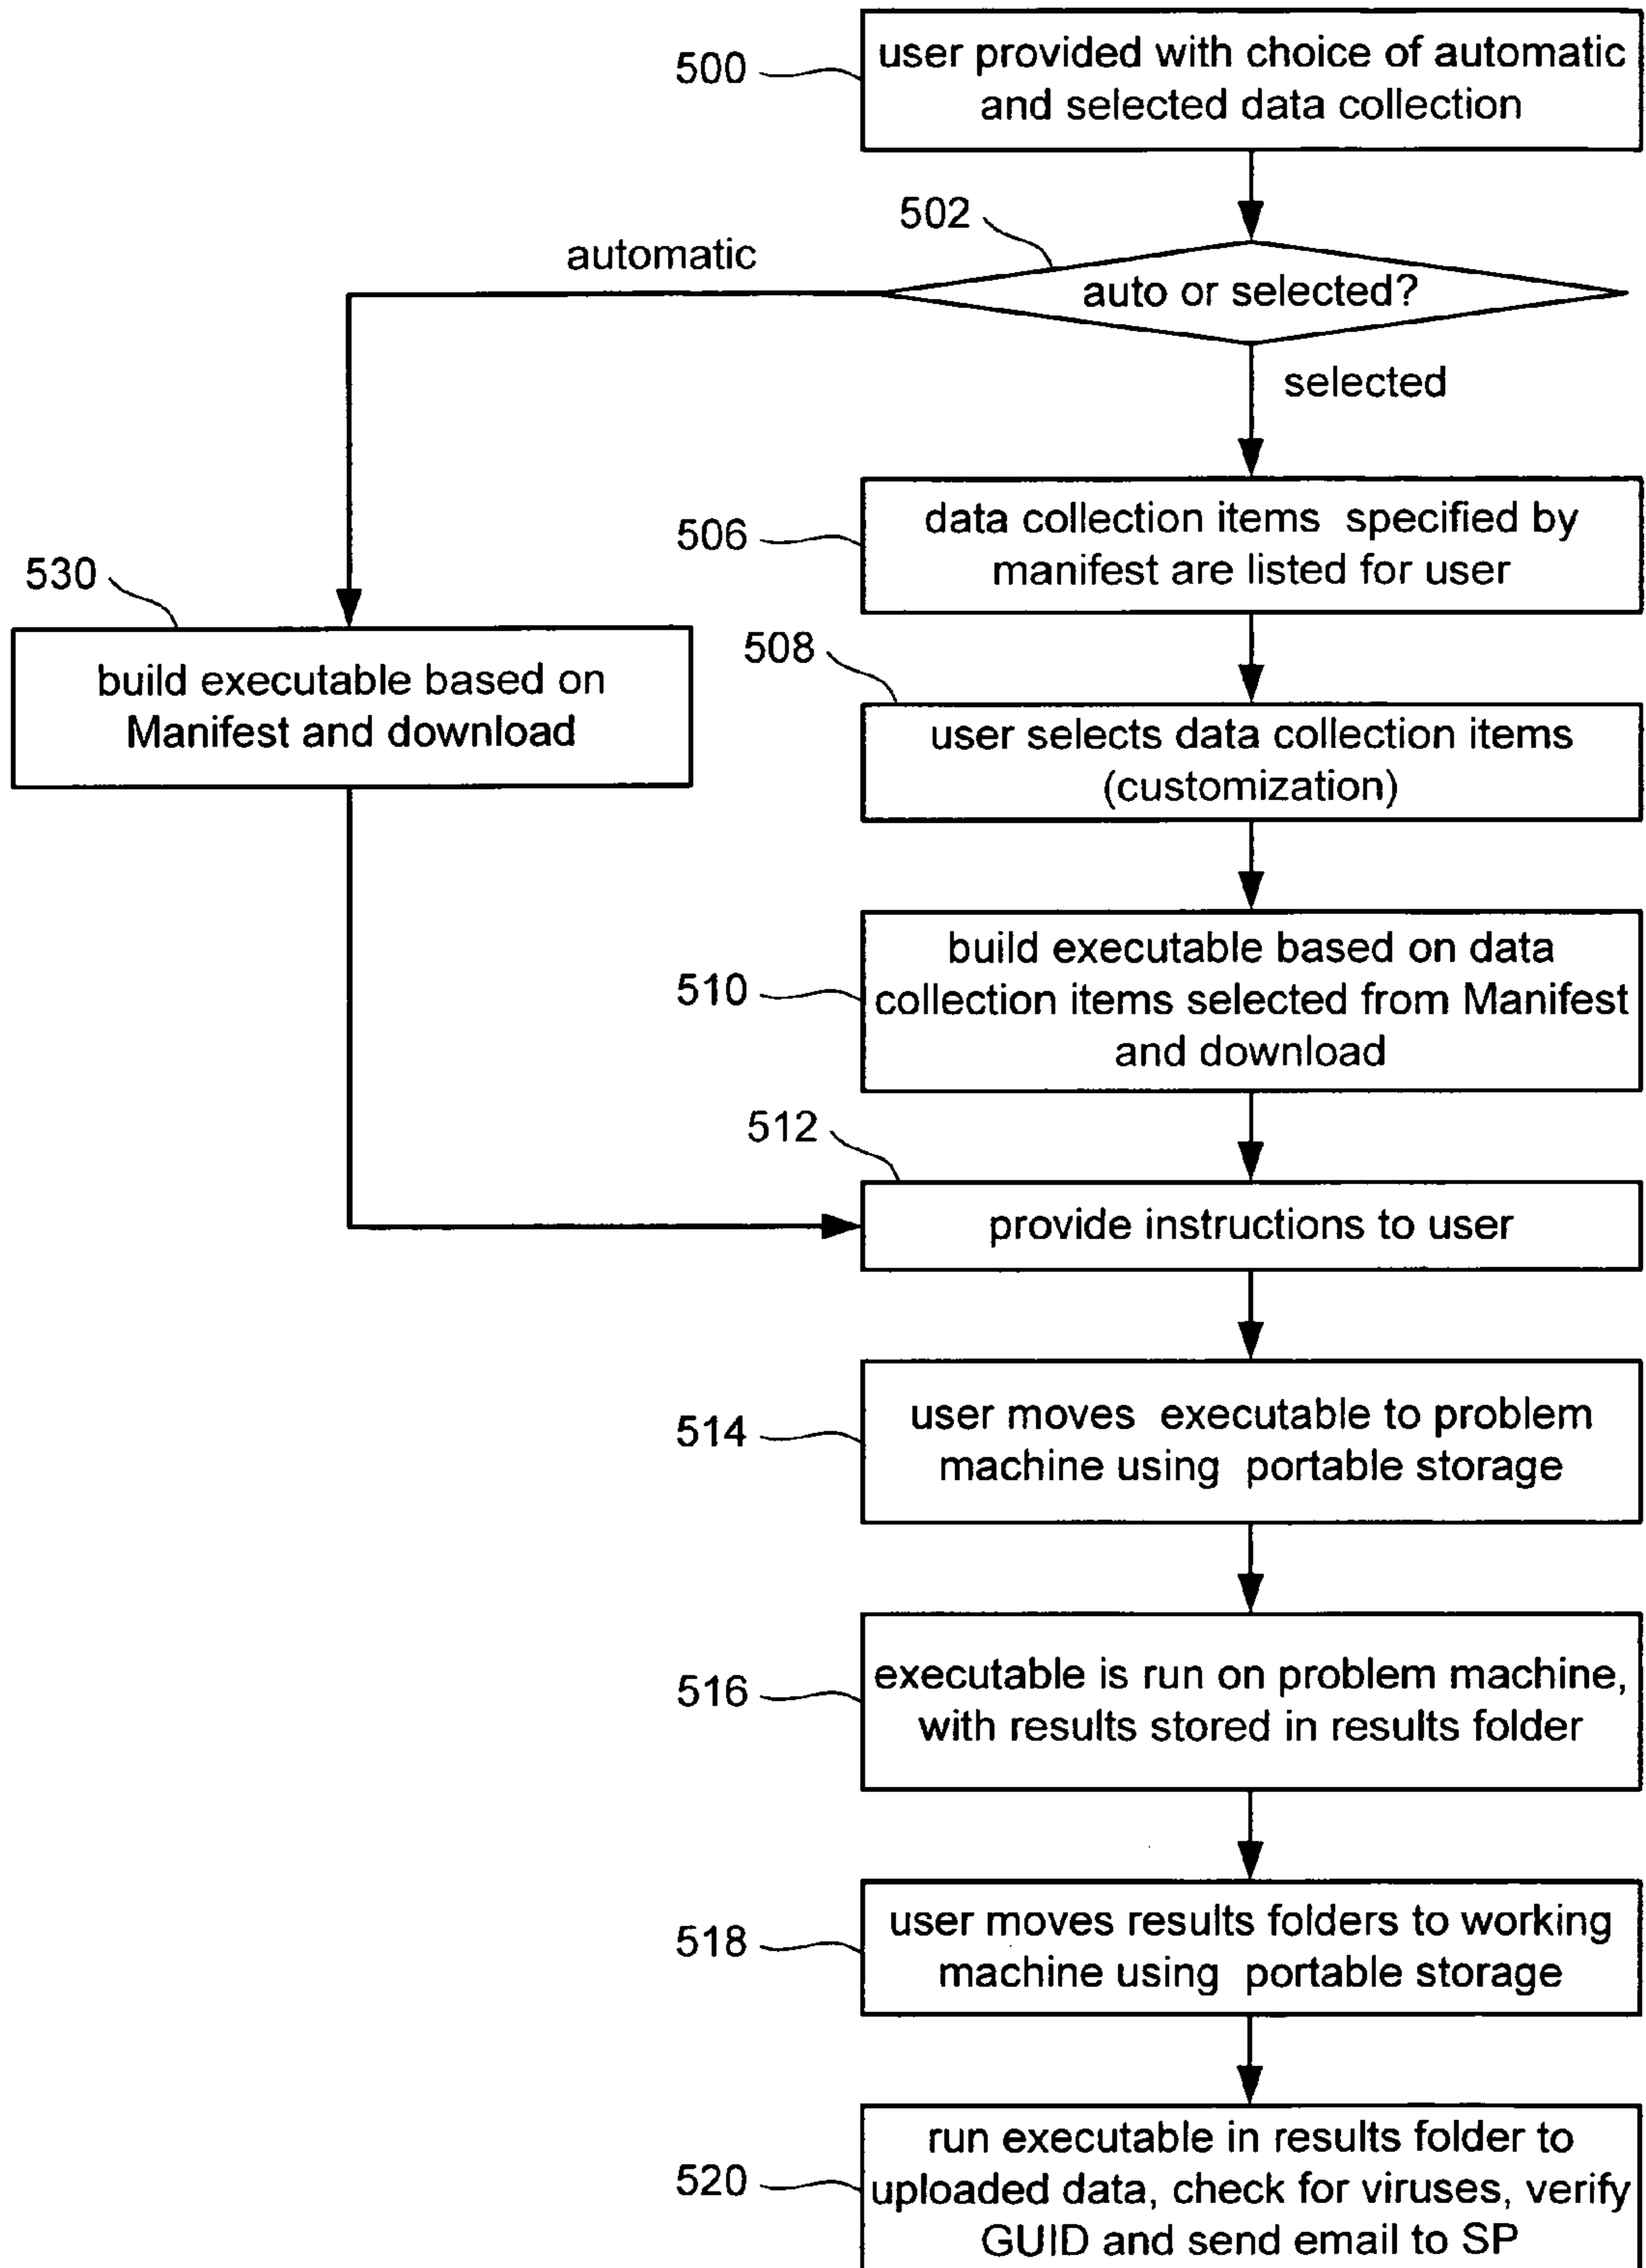 500
user provided with choice of automatic
and selected data collection
502
automatic
auto or selected?
selected
506
data collection items specified by
manifest are listed for user
530
build executable based on
Manifest and download
508
user selects data collection items
(customization)
510
build executable based on data
collection items selected from Manifest
and download
512
provide instructions to user
514
user moves executable to problem
machine using portable storage
516
executable is run on problem machine,
with results stored in results folder
518
user moves results folders to working
machine using portable storage
520
run executable in results folder to
uploaded data, check for viruses, verify
GUID and send email to SP